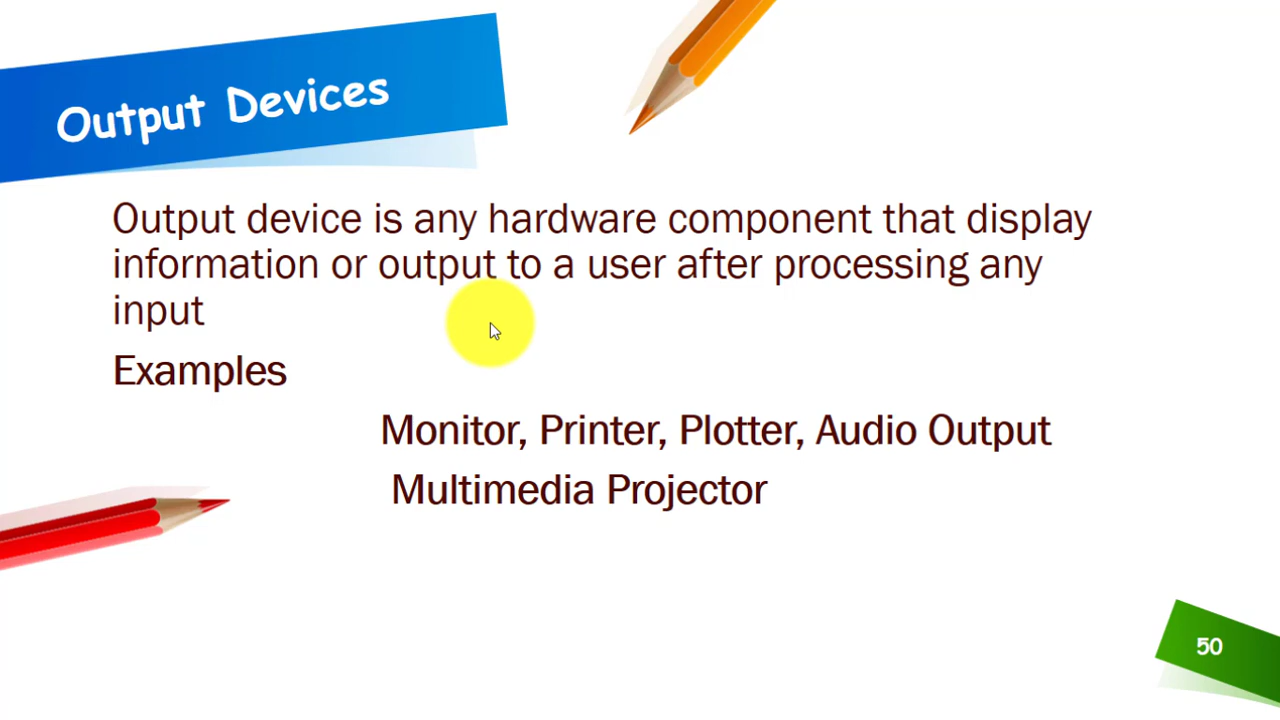 Output Devices
Output device is any hardware component that display
information or output to a user after processing any
input
Examples
Monitor, Printer, Plotter, Audio Output
Multimedia Projector
50